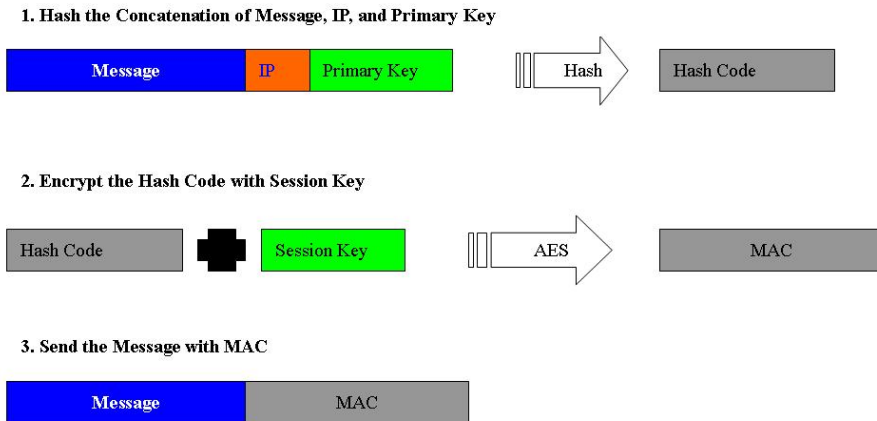 1. Hash the Concatenation of Message, IP, and Primary Key
Message IP Primary Key Hash Hash Code
2. Encrypt the Hash Code with Session Key
Hash Code Session Key AES MAC
3. Send the Message with MAC
Message MAC